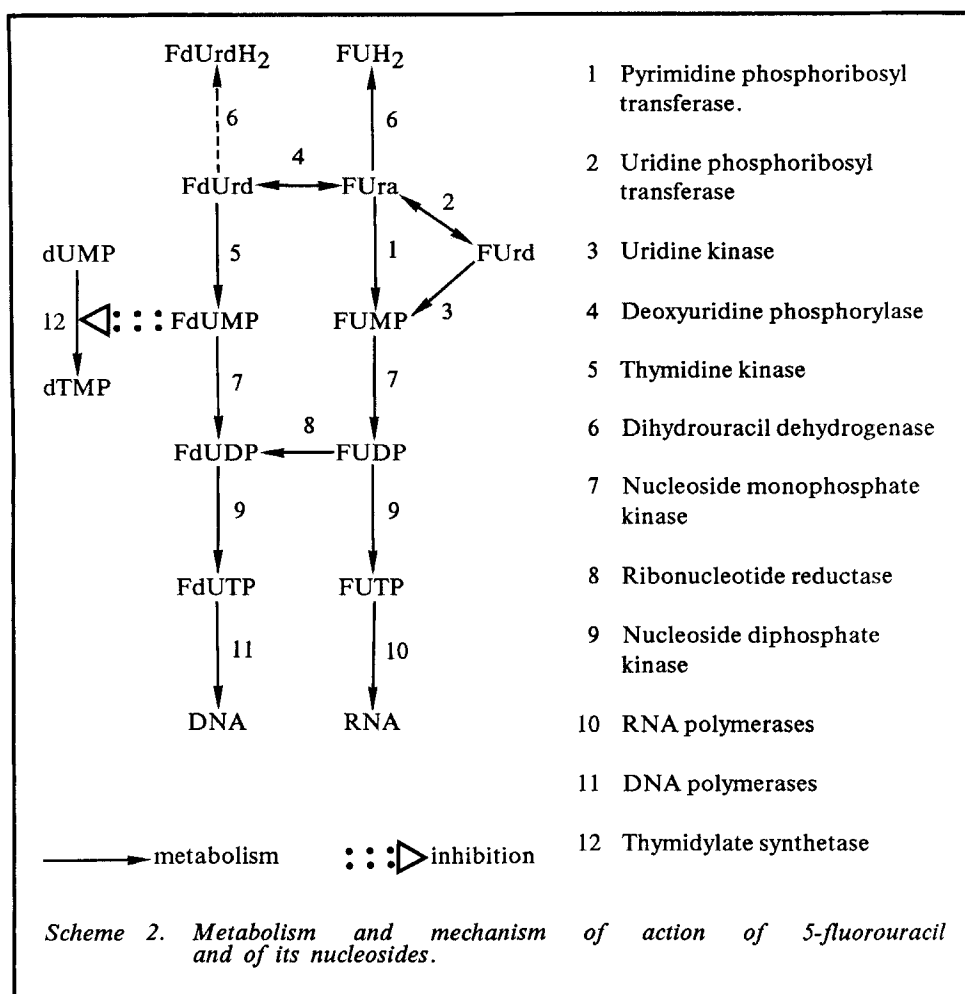 FdUrdH2 FUH2
6 6
4
FdUrd FUra
2
dUMP 5 1 FUrd
12 FdUMP FUMP 3
dTMP 7 7
8
FdUDP FUDP
9 9
FdUTP FUTP
11 10
DNA RNA
metabolism inhibition
1 Pyrimidine phosphoribosyl
transferase.
2 Uridine phosphoribosyl
transferase
3 Uridine kinase
4 Deoxyuridine phosphorylase
5 Thymidine kinase
6 Dihydrouracil dehydrogenase
7 Nucleoside monophosphate
kinase
8 Ribonucleotide reductase
9 Nucleoside diphosphate
kinase
10 RNA polymerases
11 DNA polymerases
12 Thymidylate synthetase
Scheme 2. Metabolism and mechanism of action of 5-fluorouracil
and of its nucleosides.